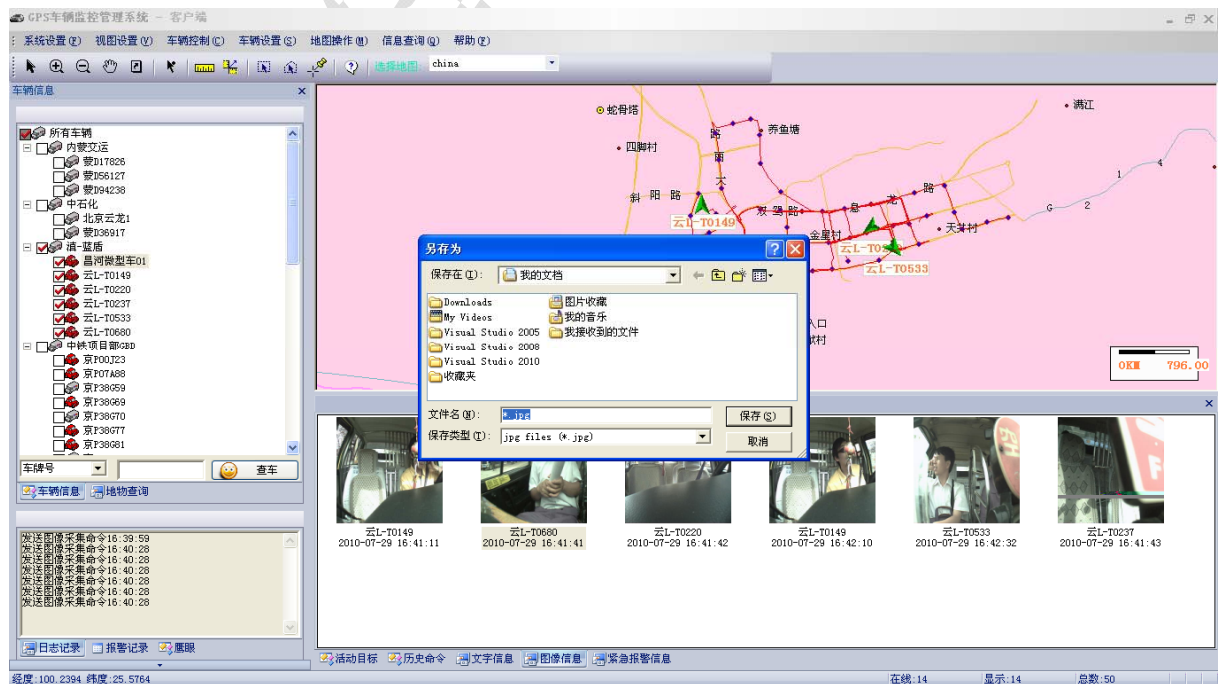 GPS车辆监控管理系统 - 客户端
系统设置(F) 视图设置(V) 车辆控制(C) 车辆设置(S) 地图操作(M) 信息查询(Q) 帮助(F)
选择地图: china
车辆信息
所有车辆
内蒙交运
蒙D17826
蒙D56127
蒙D94238
中石化
北京云龙1
蒙D36917
滇-蓝盾
昌河微型车01
云L-T0149
云L-T0220
云L-T0237
云L-T0533
云L-T0680
中铁项目部GBD
京P00J23
京P07A88
京P38G59
京P38G69
京P38G70
京P38G77
京P38G81
车牌号 查车
车辆信息 地物查询
发送图像采集命令16:39:59
发送图像采集命令16:40:28
发送图像采集命令16:40:28
发送图像采集命令16:40:28
发送图像采集命令16:40:28
发送图像采集命令16:40:28
发送图像采集命令16:40:28
日志记录 报警记录 鹰眼
蛇骨塔
满江
养鱼塘
四脚村
路
斜 阳 路
云L-T0149
双 鸳 路
息
龙
路
金星村
天井村
G 2
1
4
云L-T0533
入口
0KM 796.00
另存为
保存在(I): 我的文档
Downloads
My Videos
Visual Studio 2005
Visual Studio 2008
Visual Studio 2010
收藏夹
图片收藏
我的音乐
我接收到的文件
文件名(N): *.jpg 保存(S)
保存类型(T): jpg files (*.jpg) 取消
云L-T0149
2010-07-29 16:41:11
云L-T0680
2010-07-29 16:41:41
云L-T0220
2010-07-29 16:41:42
云L-T0149
2010-07-29 16:42:10
云L-T0533
2010-07-29 16:42:32
云L-T0237
2010-07-29 16:41:43
活动目标 历史命令 文字信息 图像信息 紧急报警信息
经度:100.2394 纬度:25.5764 在线:14 显示:14 总数:50